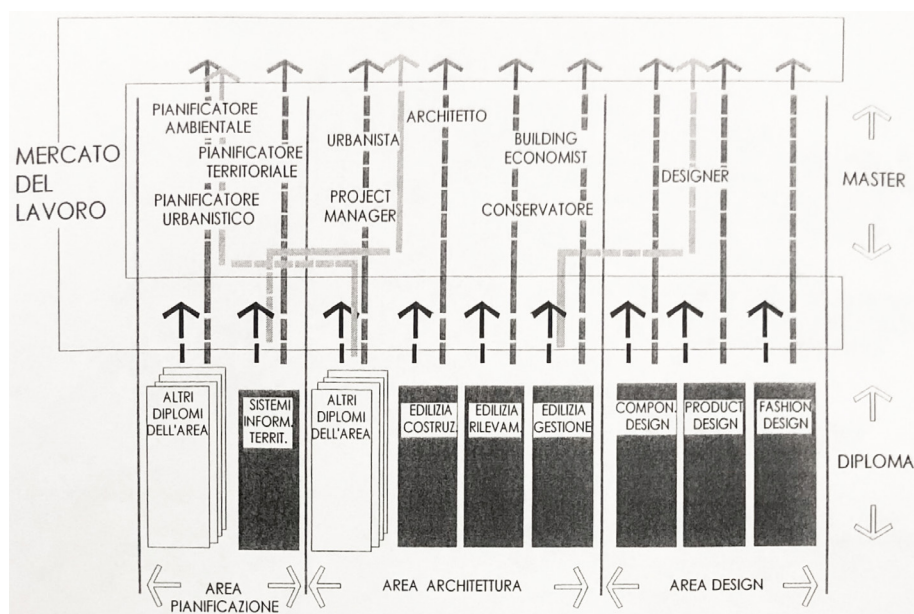 PIANIFICATORE
AMBIENTALE
PIANIFICATORE
TERRITORIALE
PIANIFICATORE
URBANISTICO
URBANISTA
PROJECT
MANAGER
ARCHITETTO
BUILDING
ECONOMIST
CONSERVATORE
DESIGNER
MERCATO
DEL
LAVORO
MASTER
ALTRI
DIPLOMI
DELL'AREA
SISTEMI
INFORM.
TERRIT.
ALTRI
DIPLOMI
DELL'AREA
EDILIZIA
COSTRUZ.
EDILIZIA
RILEVAM.
EDILIZIA
GESTIONE
COMPON.
DESIGN
PRODUCT
DESIGN
FASHION
DESIGN
DIPLOMA
AREA
PIANIFICAZIONE
AREA ARCHITETTURA
AREA DESIGN